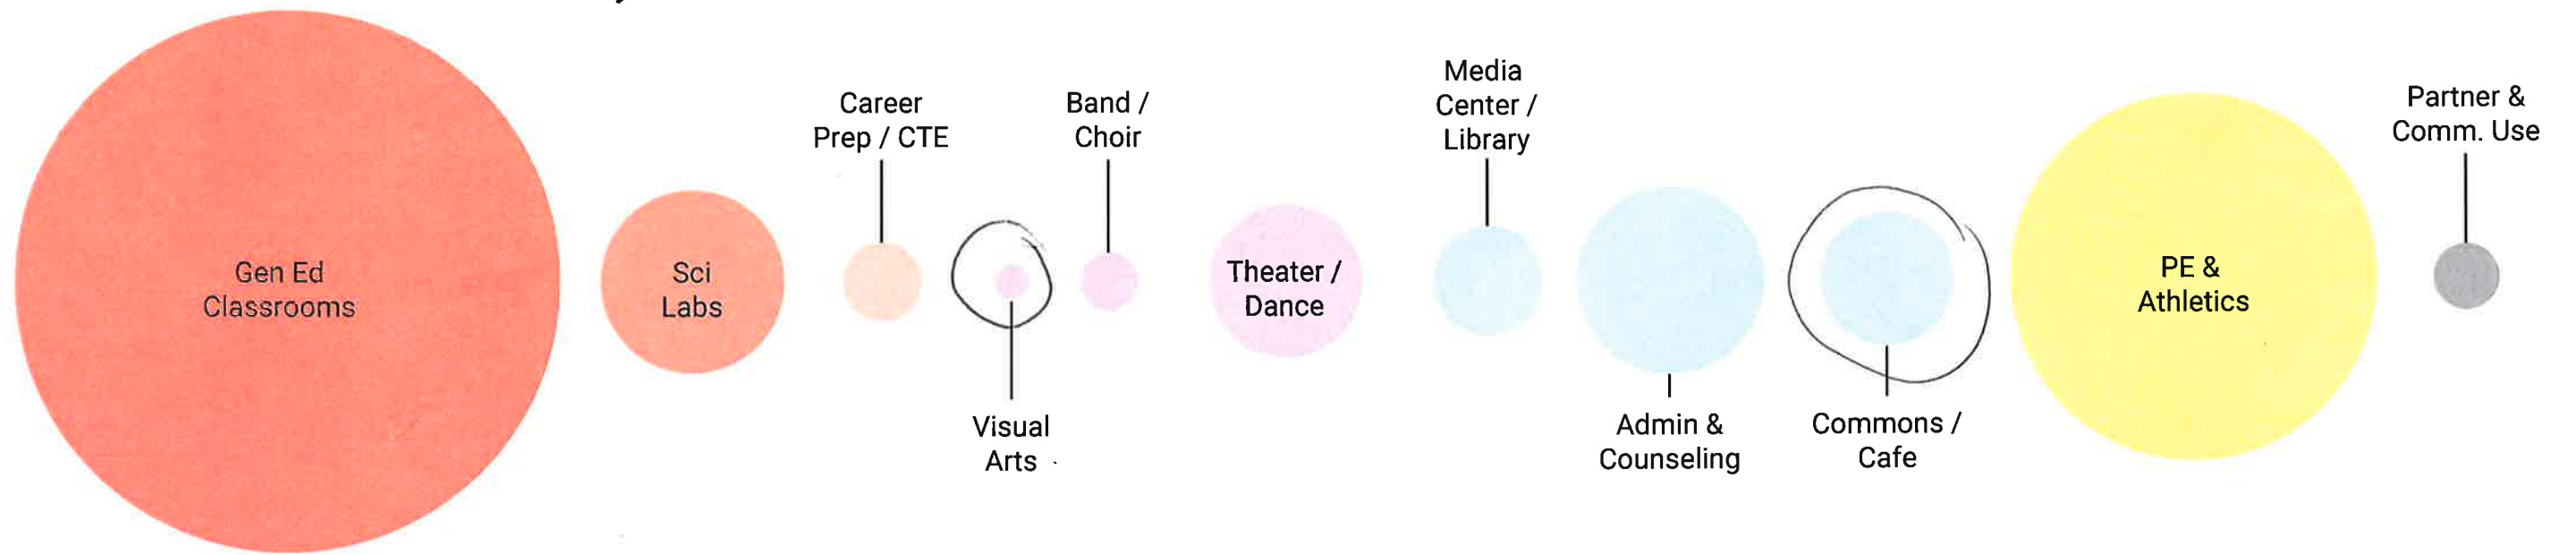 Gen Ed
Classrooms
Sci
Labs
Career
Prep / CTE
Visual
Arts
Band /
Choir
Theater /
Dance
Media
Center /
Library
Admin &
Counseling
Commons /
Cafe
PE &
Athletics
Partner &
Comm. Use